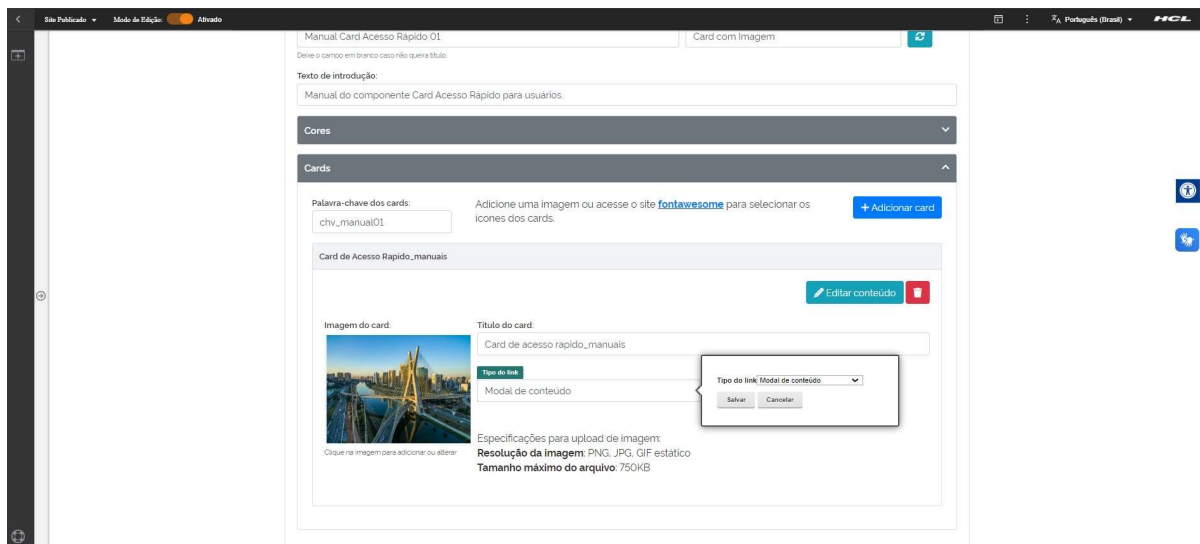 Site Publicado
Modo de Edição: Ativado
Português (Brasil)
HCL
Manual Card Acesso Rápido 01
Card com Imagem
Deixe o campo em branco caso não queira título.
Texto de introdução:
Manual do componente Card Acesso Rápido para usuários.
Cores
Cards
Palavra-chave dos cards:
chv_manual01
Adicione uma imagem ou acesse o site fontawesome para selecionar os
ícones dos cards.
+ Adicionar card
Card de Acesso Rapido_manuais
Editar conteúdo
Imagem do card:
Clique na imagem para adicionar ou alterar
Título do card:
Card de acesso rapido_manuais
Tipo do link
Modal de conteúdo
Tipo do link Modal de conteúdo
Salvar Cancelar
Especificações para upload de imagem:
Resolução da imagem: PNG, JPG, GIF estático
Tamanho máximo do arquivo: 750KB